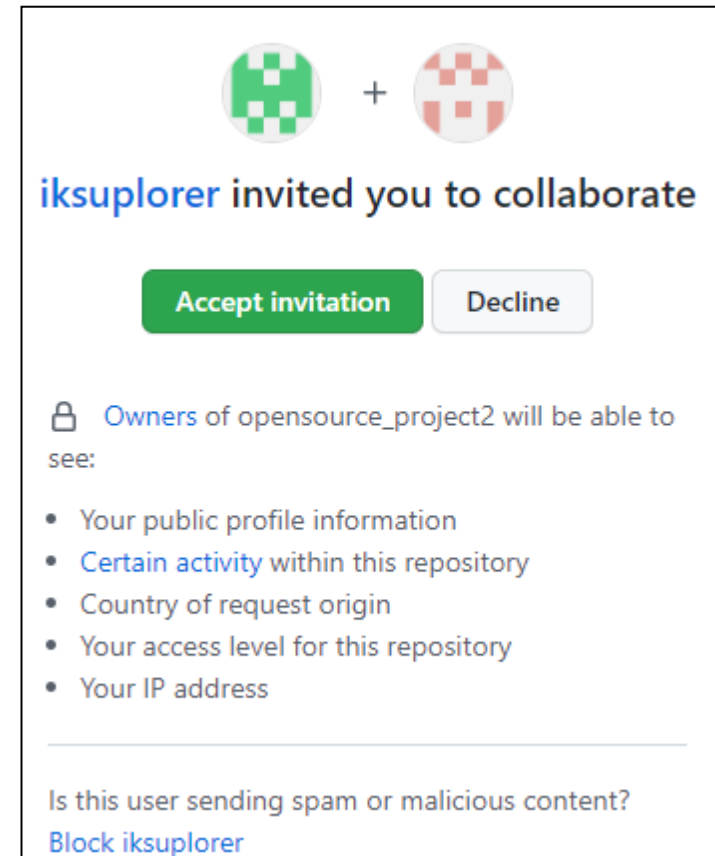 +
iksuplorer invited you to collaborate
Accept invitation
Decline
Owners of opensource_project2 will be able to
see:
• Your public profile information
• Certain activity within this repository
• Country of request origin
• Your access level for this repository
• Your IP address
Is this user sending spam or malicious content?
Block iksuplorer